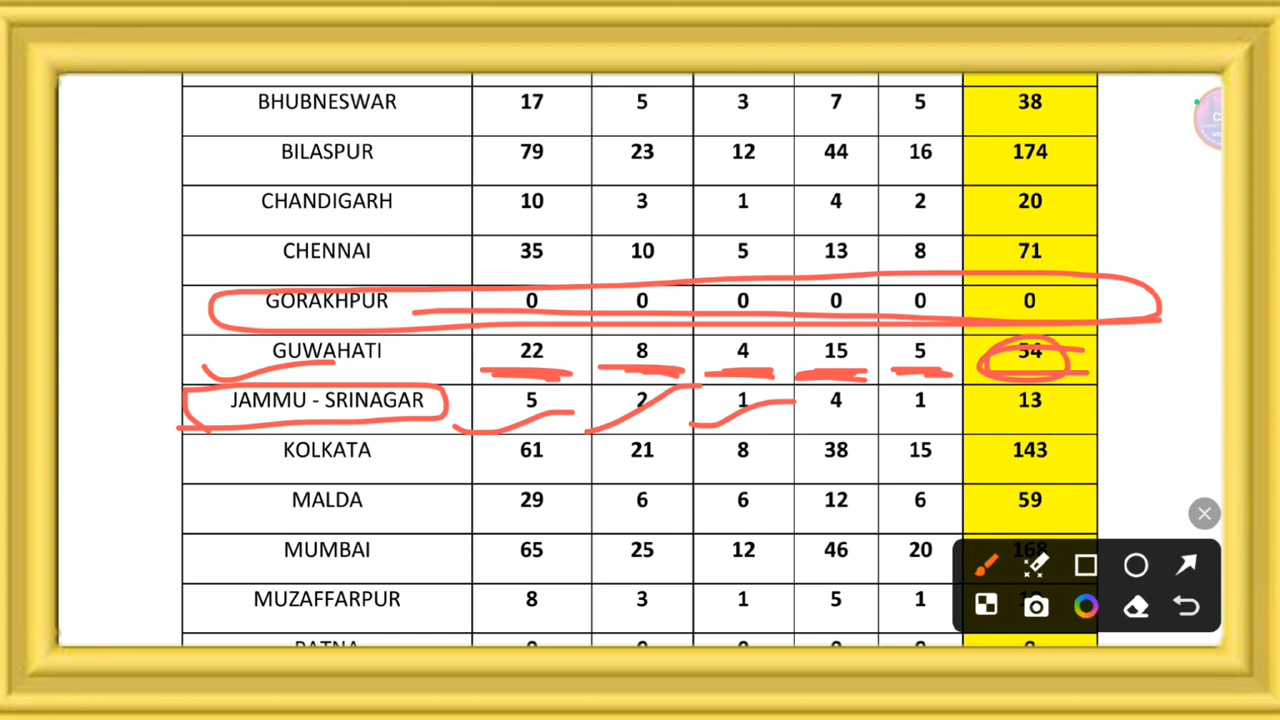 BHUBNESWAR 17 5 3 7 5 38
BILASPUR 79 23 12 44 16 174
CHANDIGARH 10 3 1 4 2 20
CHENNAI 35 10 5 13 8 71
GORAKHPUR 0 0 0 0 0 0
GUWAHATI 22 8 4 15 5 54
JAMMU - SRINAGAR 5 2 1 4 1 13
KOLKATA 61 21 8 38 15 143
MALDA 29 6 6 12 6 59
MUMBAI 65 25 12 46 20 168
MUZAFFARPUR 8 3 1 5 1